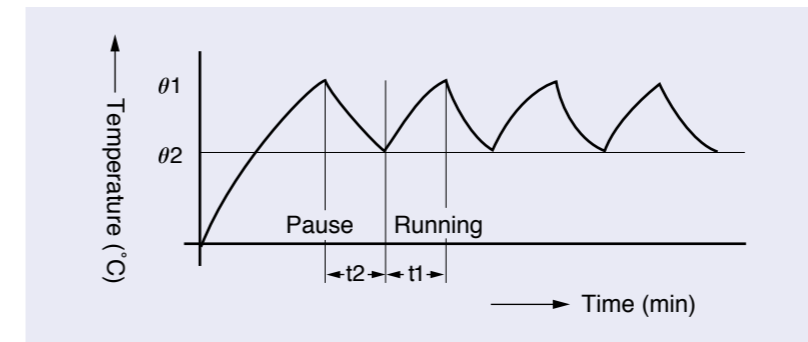 θ1
Temperature (°C)
θ2
Pause
Running
t2
t1
Time (min)